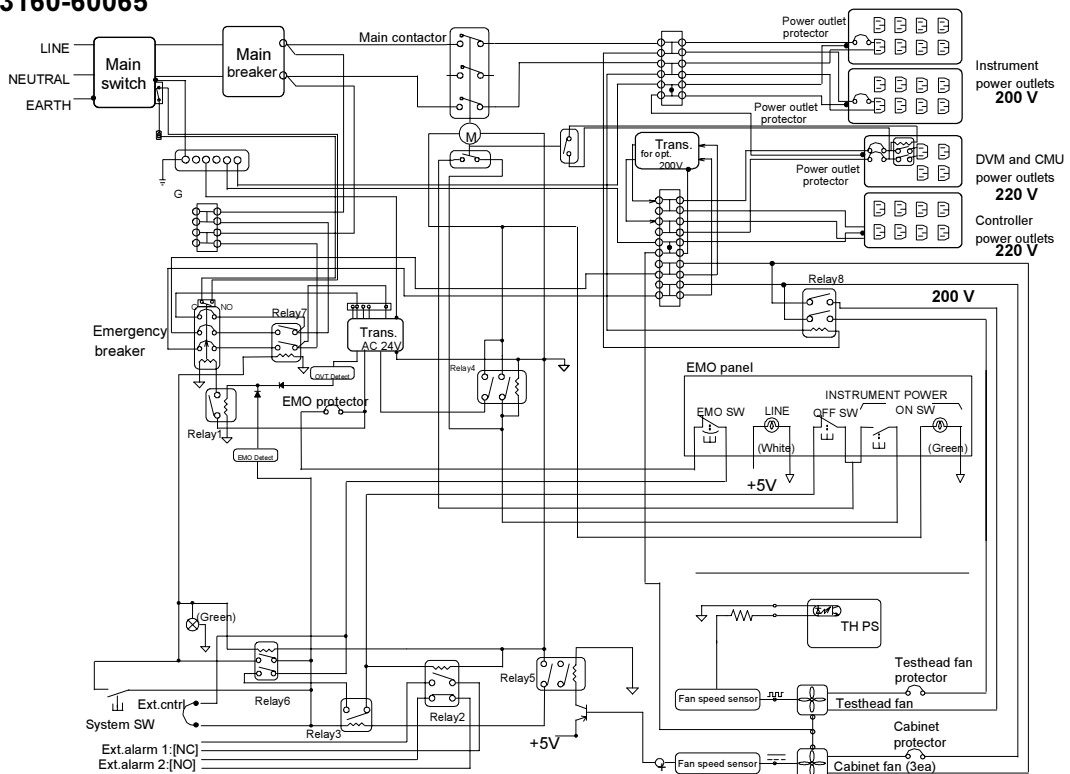 3160-60065
LINE
NEUTRAL
EARTH
Main
switch
Main
breaker
Main contactor
Power outlet
protector
Instrument
power outlets
200 V
Power outlet
protector
M
Trans.
for opt.
200V
Power outlet
protector
DVM and CMU
power outlets
220 V
Controller
power outlets
220 V
G
Relay8
200 V
NO
Relay7
Emergency
breaker
Trans.
AC 24V
OVT Detect
EMO protector
Relay1
EMO Detect
Relay4
EMO panel
INSTRUMENT POWER
EMO SW
LINE
OFF SW
ON SW
(White)
(Green)
+5V
TH PS
(Green)
Relay6
Ext.cntrl
System SW
Relay3
Relay2
Relay5
+5V
Ext.alarm 1:[NC]
Ext.alarm 2:[NO]
Testhead fan
protector
Fan speed sensor
Testhead fan
Cabinet
protector
Fan speed sensor
Cabinet fan (3ea)